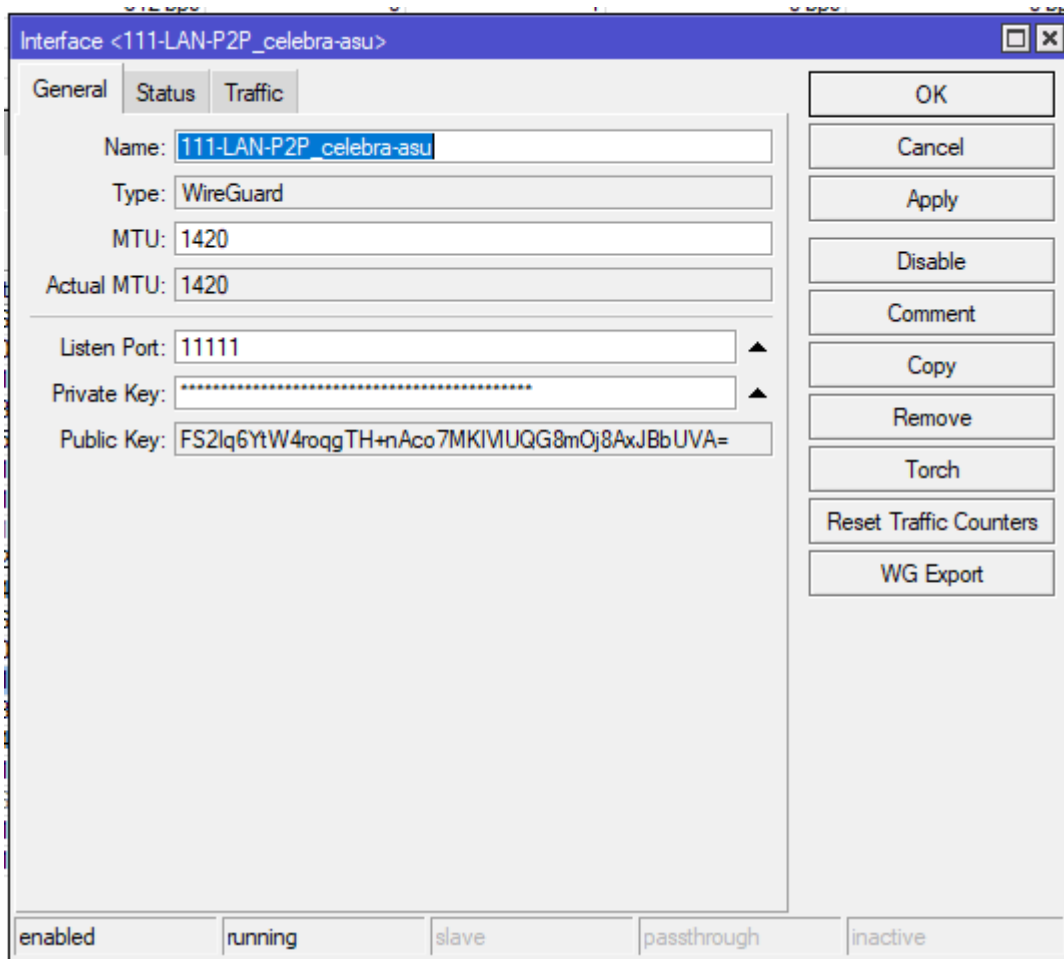 Interface <111-LAN-P2P_celebra-asu>
General Status Traffic
Name: 111-LAN-P2P_celebra-asu
Type: WireGuard
MTU: 1420
Actual MTU: 1420
Listen Port: 11111
Private Key: ********************************************
Public Key:
OK
Cancel
Apply
Disable
Comment
Copy
Remove
Torch
Reset Traffic Counters
WG Export
enabled running slave passthrough inactive